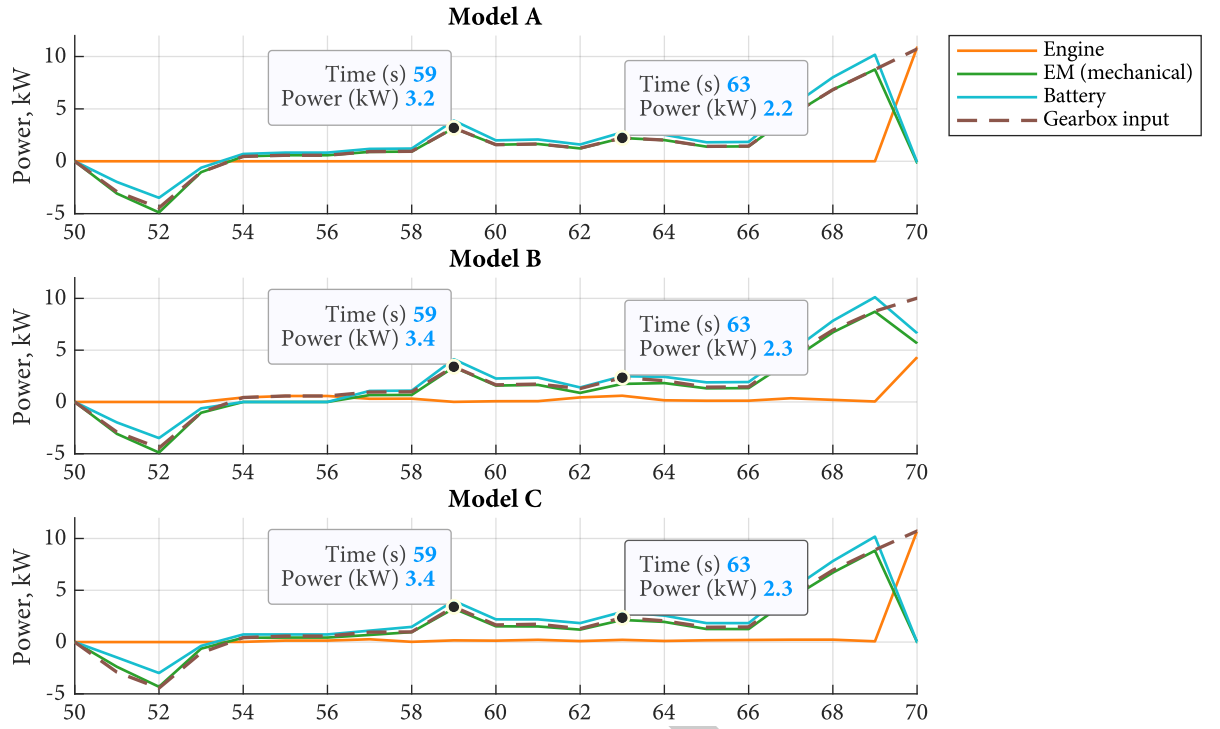 Model A
Power, kW
10
5
0
-5
Time (s) 59
Power (kW) 3.2
Time (s) 63
Power (kW) 2.2
50 52 54 56 58 60 62 64 66 68 70
Engine
EM (mechanical)
Battery
Gearbox input
Model B
Power, kW
10
5
0
-5
Time (s) 59
Power (kW) 3.4
Time (s) 63
Power (kW) 2.3
50 52 54 56 58 60 62 64 66 68 70
Model C
Power, kW
10
5
0
-5
Time (s) 59
Power (kW) 3.4
Time (s) 63
Power (kW) 2.3
50 52 54 56 58 60 62 64 66 68 70